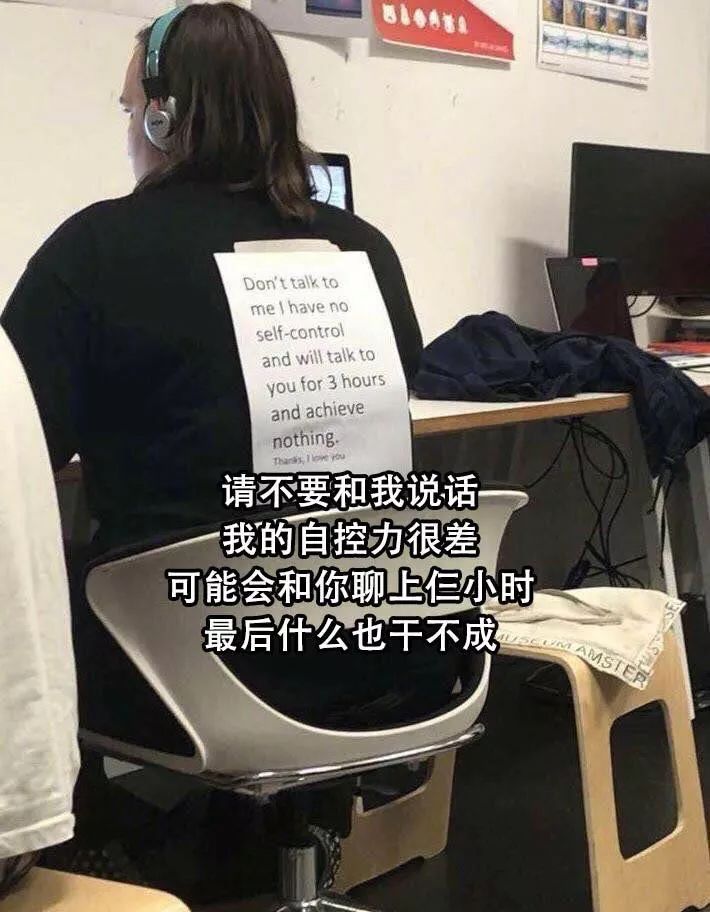 Don't talk to
me I have no
self-control
and will talk to
you for 3 hours
and achieve
nothing.
Thanks, I love you
请不要和我说话
我的自控力很差
可能会和你聊上仨小时
最后什么也干不成
MUSEUM AMSTER